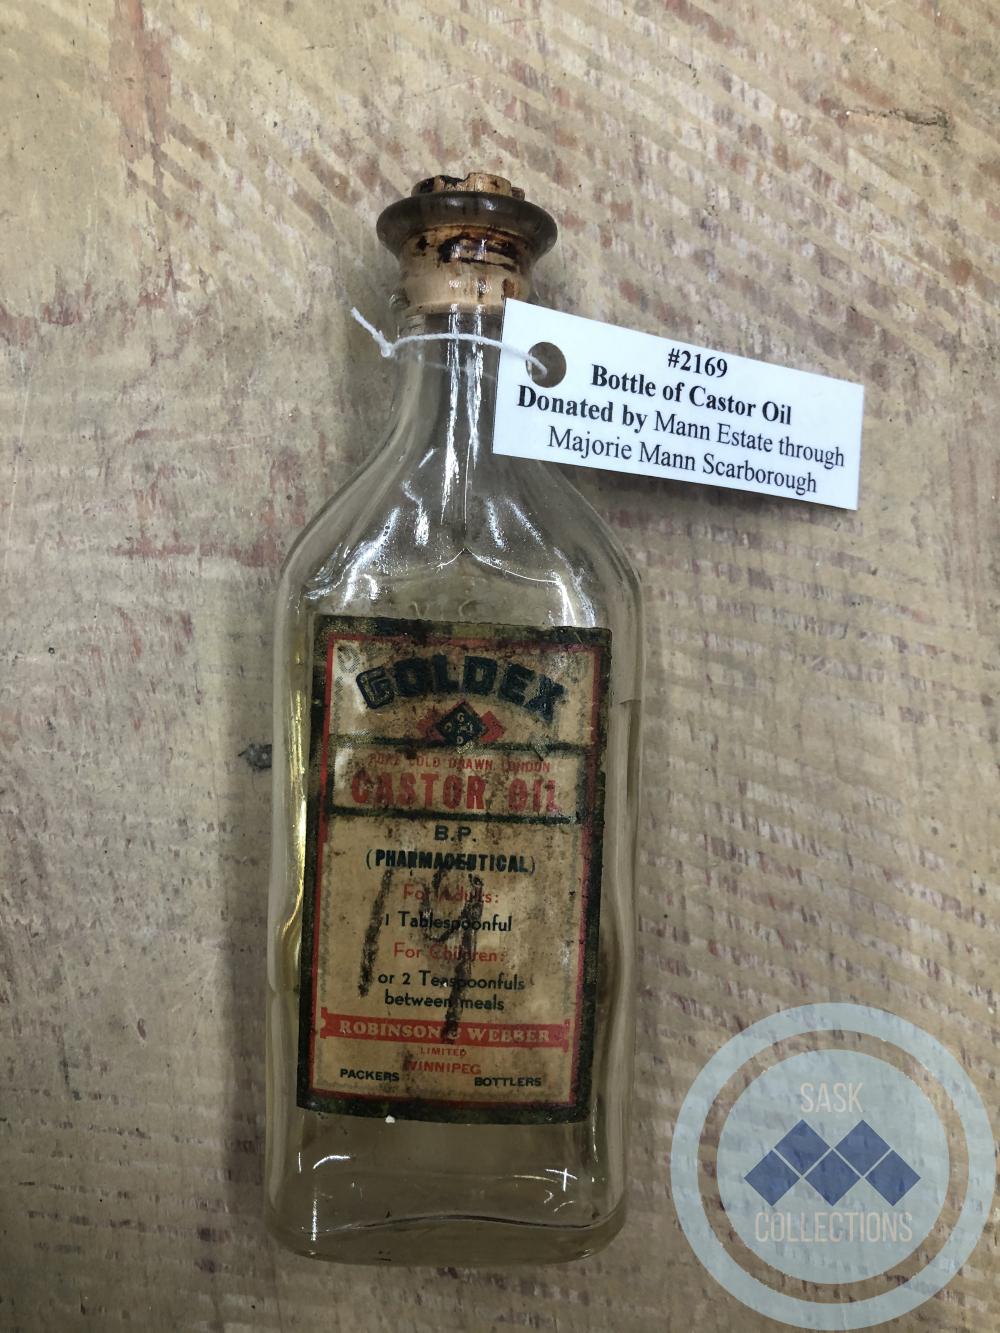 #2169
Bottle of Castor Oil
Donated by Mann Estate through
Majorie Mann Scarborough
GOLDEX
PURE COLD DRAWN LONDON
CASTOR OIL
B.P.
(PHARMACEUTICAL)
For Adults:
1 Tablespoonful
For Children:
or 2 Teaspoonfuls
between meals
ROBINSON & WEBBER
LIMITED
WINNIPEG
PACKERS BOTTLERS
SASK
COLLECTIONS